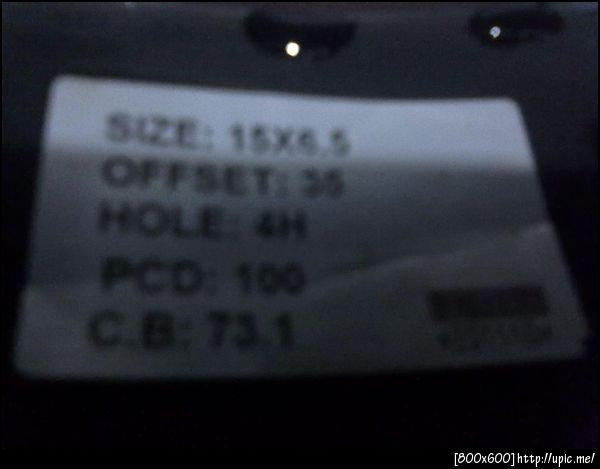 SIZE: 15X6.5
OFFSET: 35
HOLE: 4H
PCD: 100
C.B: 73.1
[800x600]http://upic.me/